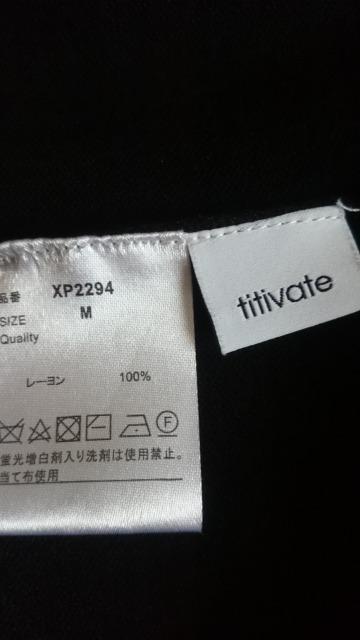 品番 XP2294
SIZE M
Quality
レーヨン 100%
F
蛍光増白剤入り洗剤は使用禁止。
当て布使用
titivate